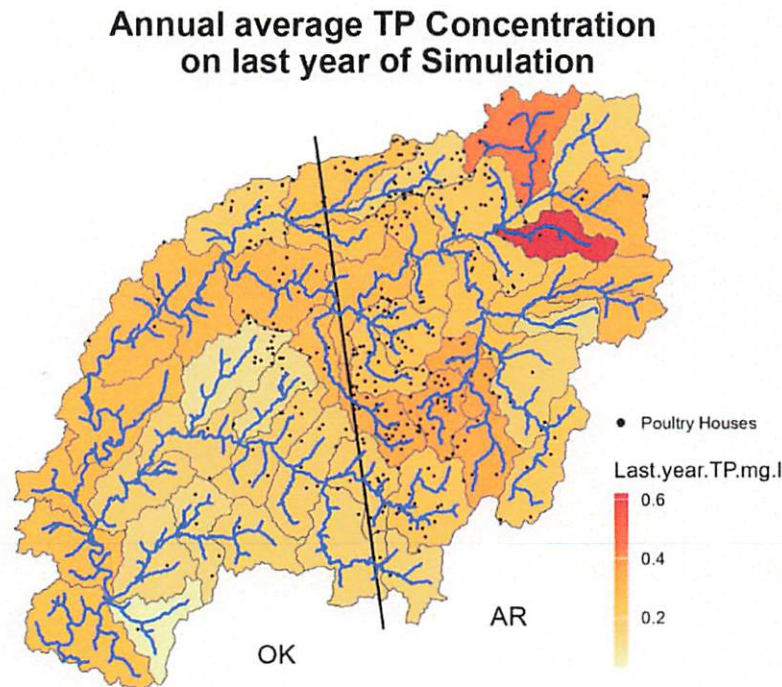 Annual average TP Concentration
on last year of Simulation
Poultry Houses
Last.year.TP.mg.l
0.6
0.4
0.2
AR
OK